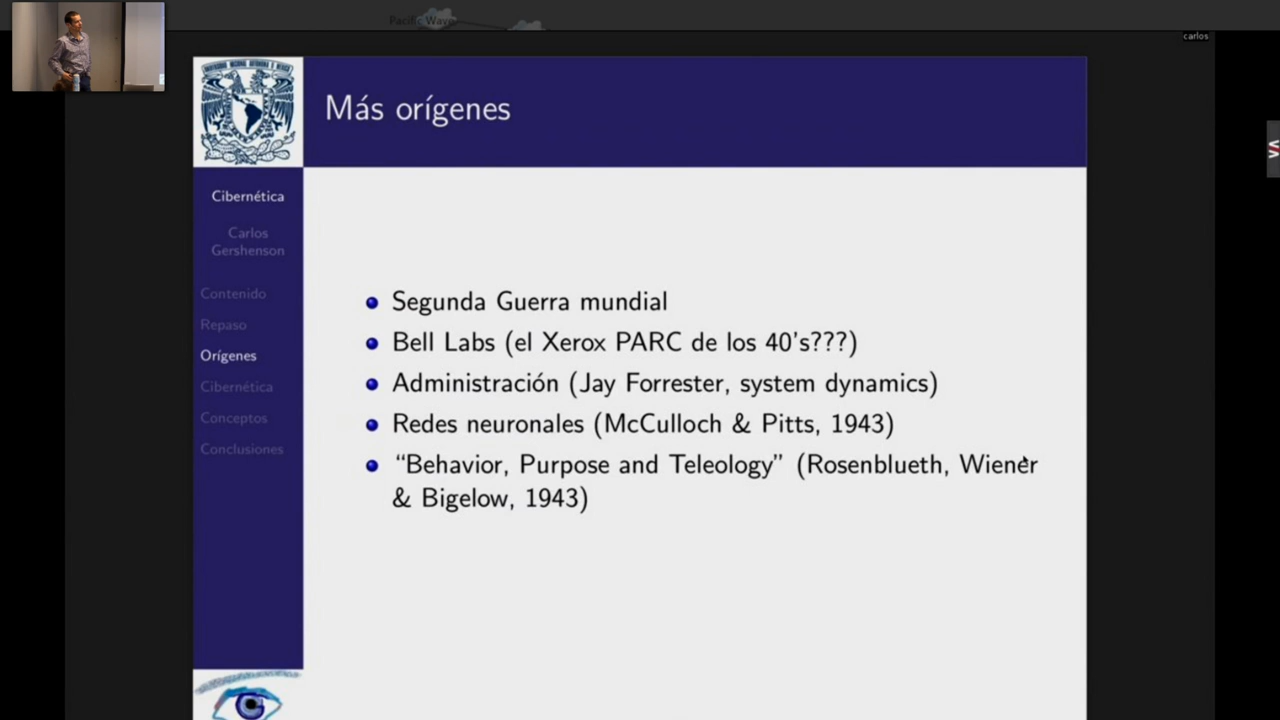 Pacific Wave
carlos
Más orígenes
Cibernética
Carlos
Gershenson
Contenido
Repaso
Orígenes
Cibernética
Conceptos
Conclusiones
Segunda Guerra mundial
Bell Labs (el Xerox PARC de los 40's???)
Administración (Jay Forrester, system dynamics)
Redes neuronales (McCulloch & Pitts, 1943)
“Behavior, Purpose and Teleology” (Rosenblueth, Wiener
& Bigelow, 1943)